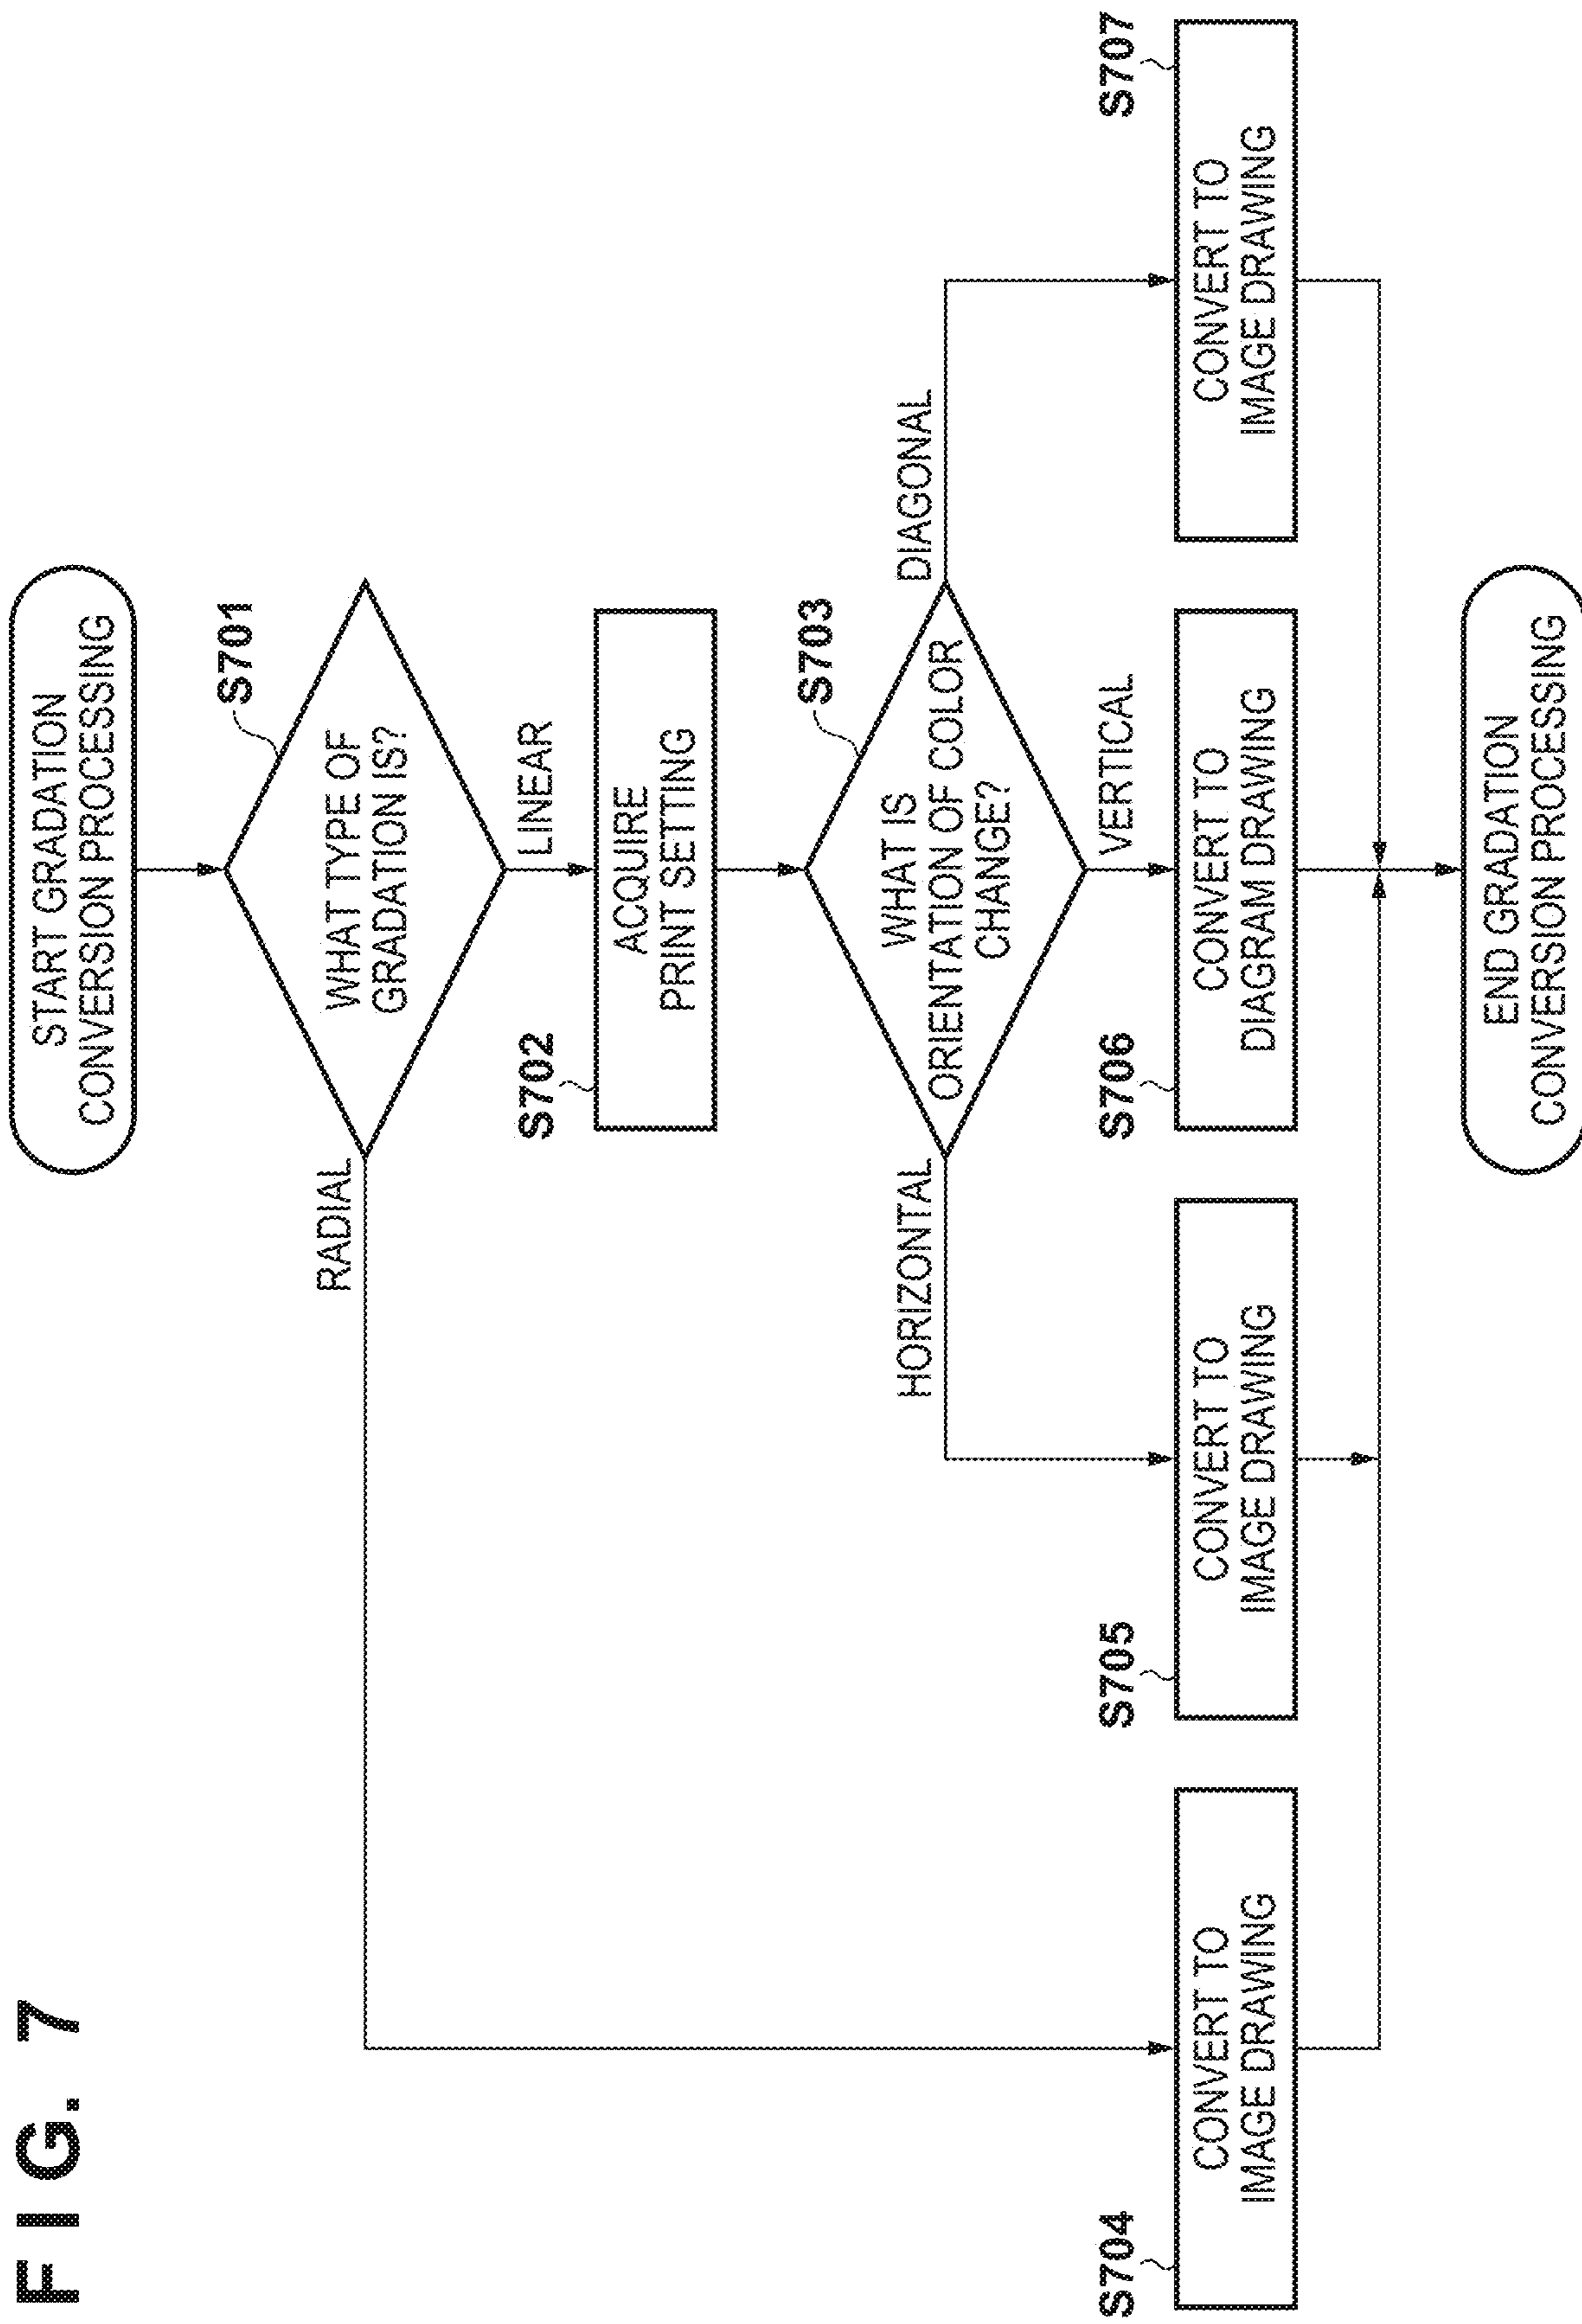 FIG. 7
START GRADATION
CONVERSION PROCESSING
S701
WHAT TYPE OF
GRADATION IS?
RADIAL
LINEAR
S702
ACQUIRE
PRINT SETTING
S703
WHAT IS
ORIENTATION OF COLOR
CHANGE?
HORIZONTAL
VERTICAL
DIAGONAL
S704
CONVERT TO
IMAGE DRAWING
S705
CONVERT TO
IMAGE DRAWING
S706
CONVERT TO
DIAGRAM DRAWING
S707
CONVERT TO
IMAGE DRAWING
END GRADATION
CONVERSION PROCESSING